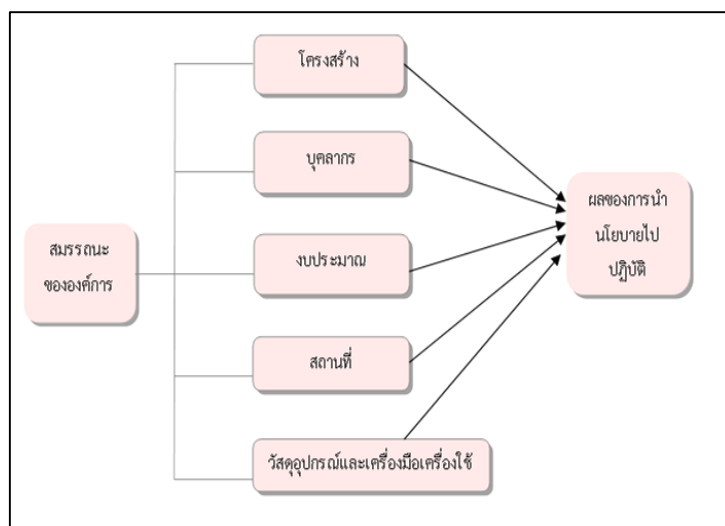 โครงสร้าง
บุคลากร
สมรรถนะ
ขององค์การ
งบประมาณ
สถานที่
วัสดุอุปกรณ์และเครื่องมือเครื่องใช้
ผลของการนำ
นโยบายไป
ปฏิบัติ